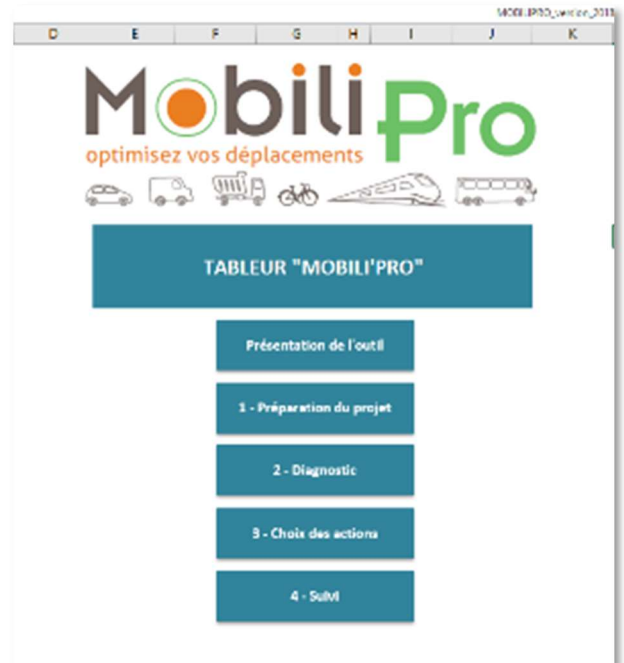 D E F G H I J K
Mobili Pro
optimisez vos déplacements
TABLEUR "MOBILI'PRO"
Présentation de l'outil
1 - Préparation du projet
2 - Diagnostic
3 - Choix des actions
4 - Suivi